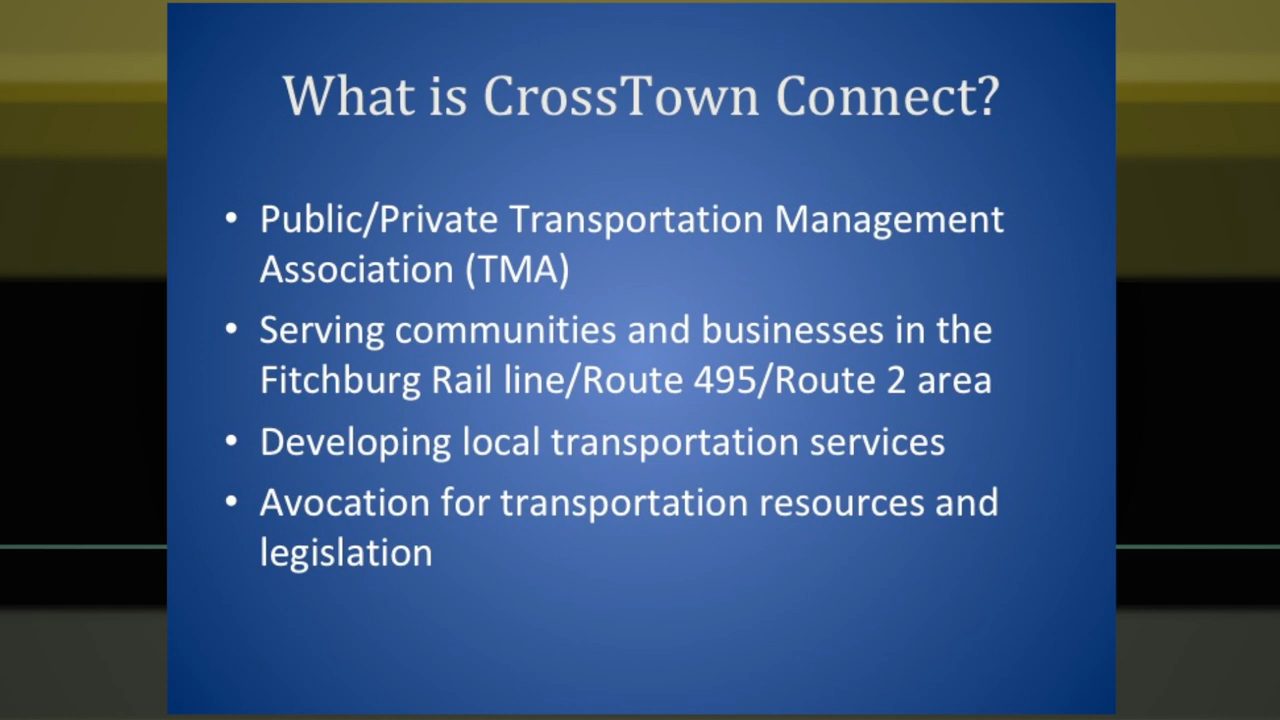 What is CrossTown Connect?
• Public/Private Transportation Management
Association (TMA)
• Serving communities and businesses in the
Fitchburg Rail line/Route 495/Route 2 area
• Developing local transportation services
• Avocation for transportation resources and
legislation